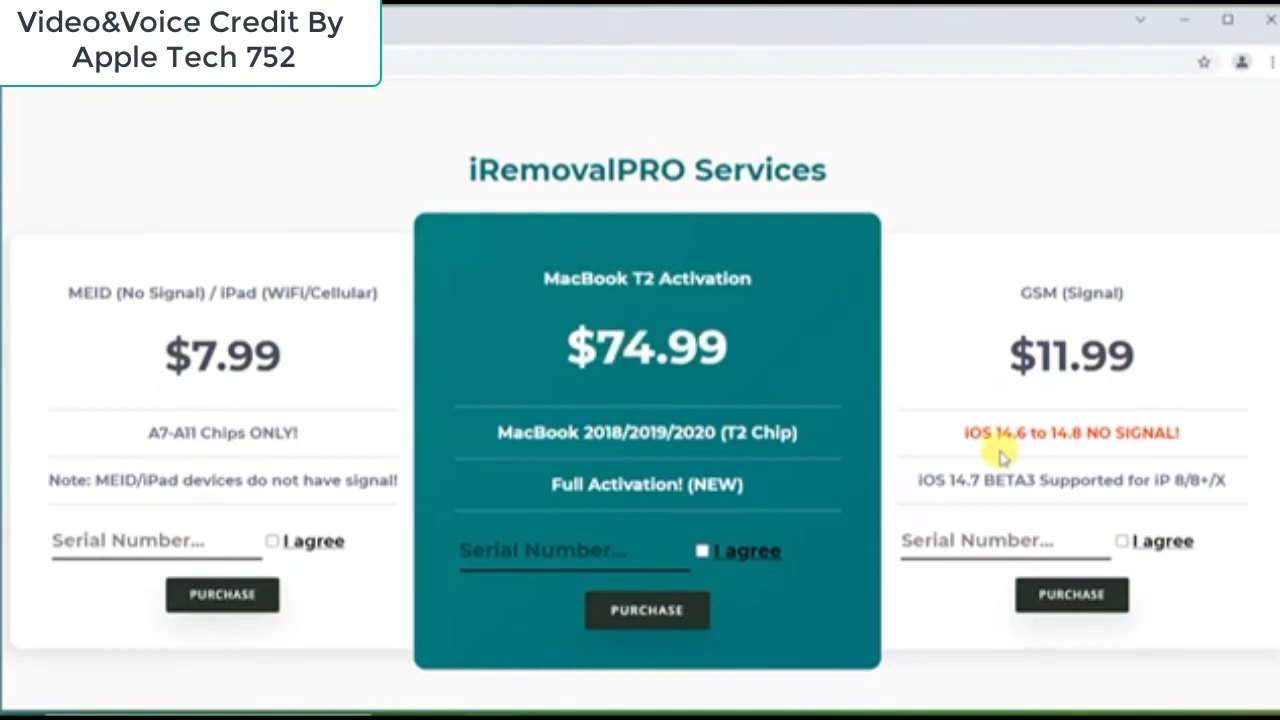 Video&Voice Credit By
Apple Tech 752
iRemovalPRO Services
MEID (No Signal) / iPad (WiFi/Cellular)
$7.99
A7-A11 Chips ONLY!
Note: MEID/iPad devices do not have signal!
Serial Number...
I agree
PURCHASE
MacBook T2 Activation
$74.99
MacBook 2018/2019/2020 (T2 Chip)
Full Activation! (NEW)
Serial Number...
I agree
PURCHASE
GSM (Signal)
$11.99
iOS 14.6 to 14.8 NO SIGNAL!
iOS 14.7 BETA3 Supported for iP 8/8+/X
Serial Number...
I agree
PURCHASE